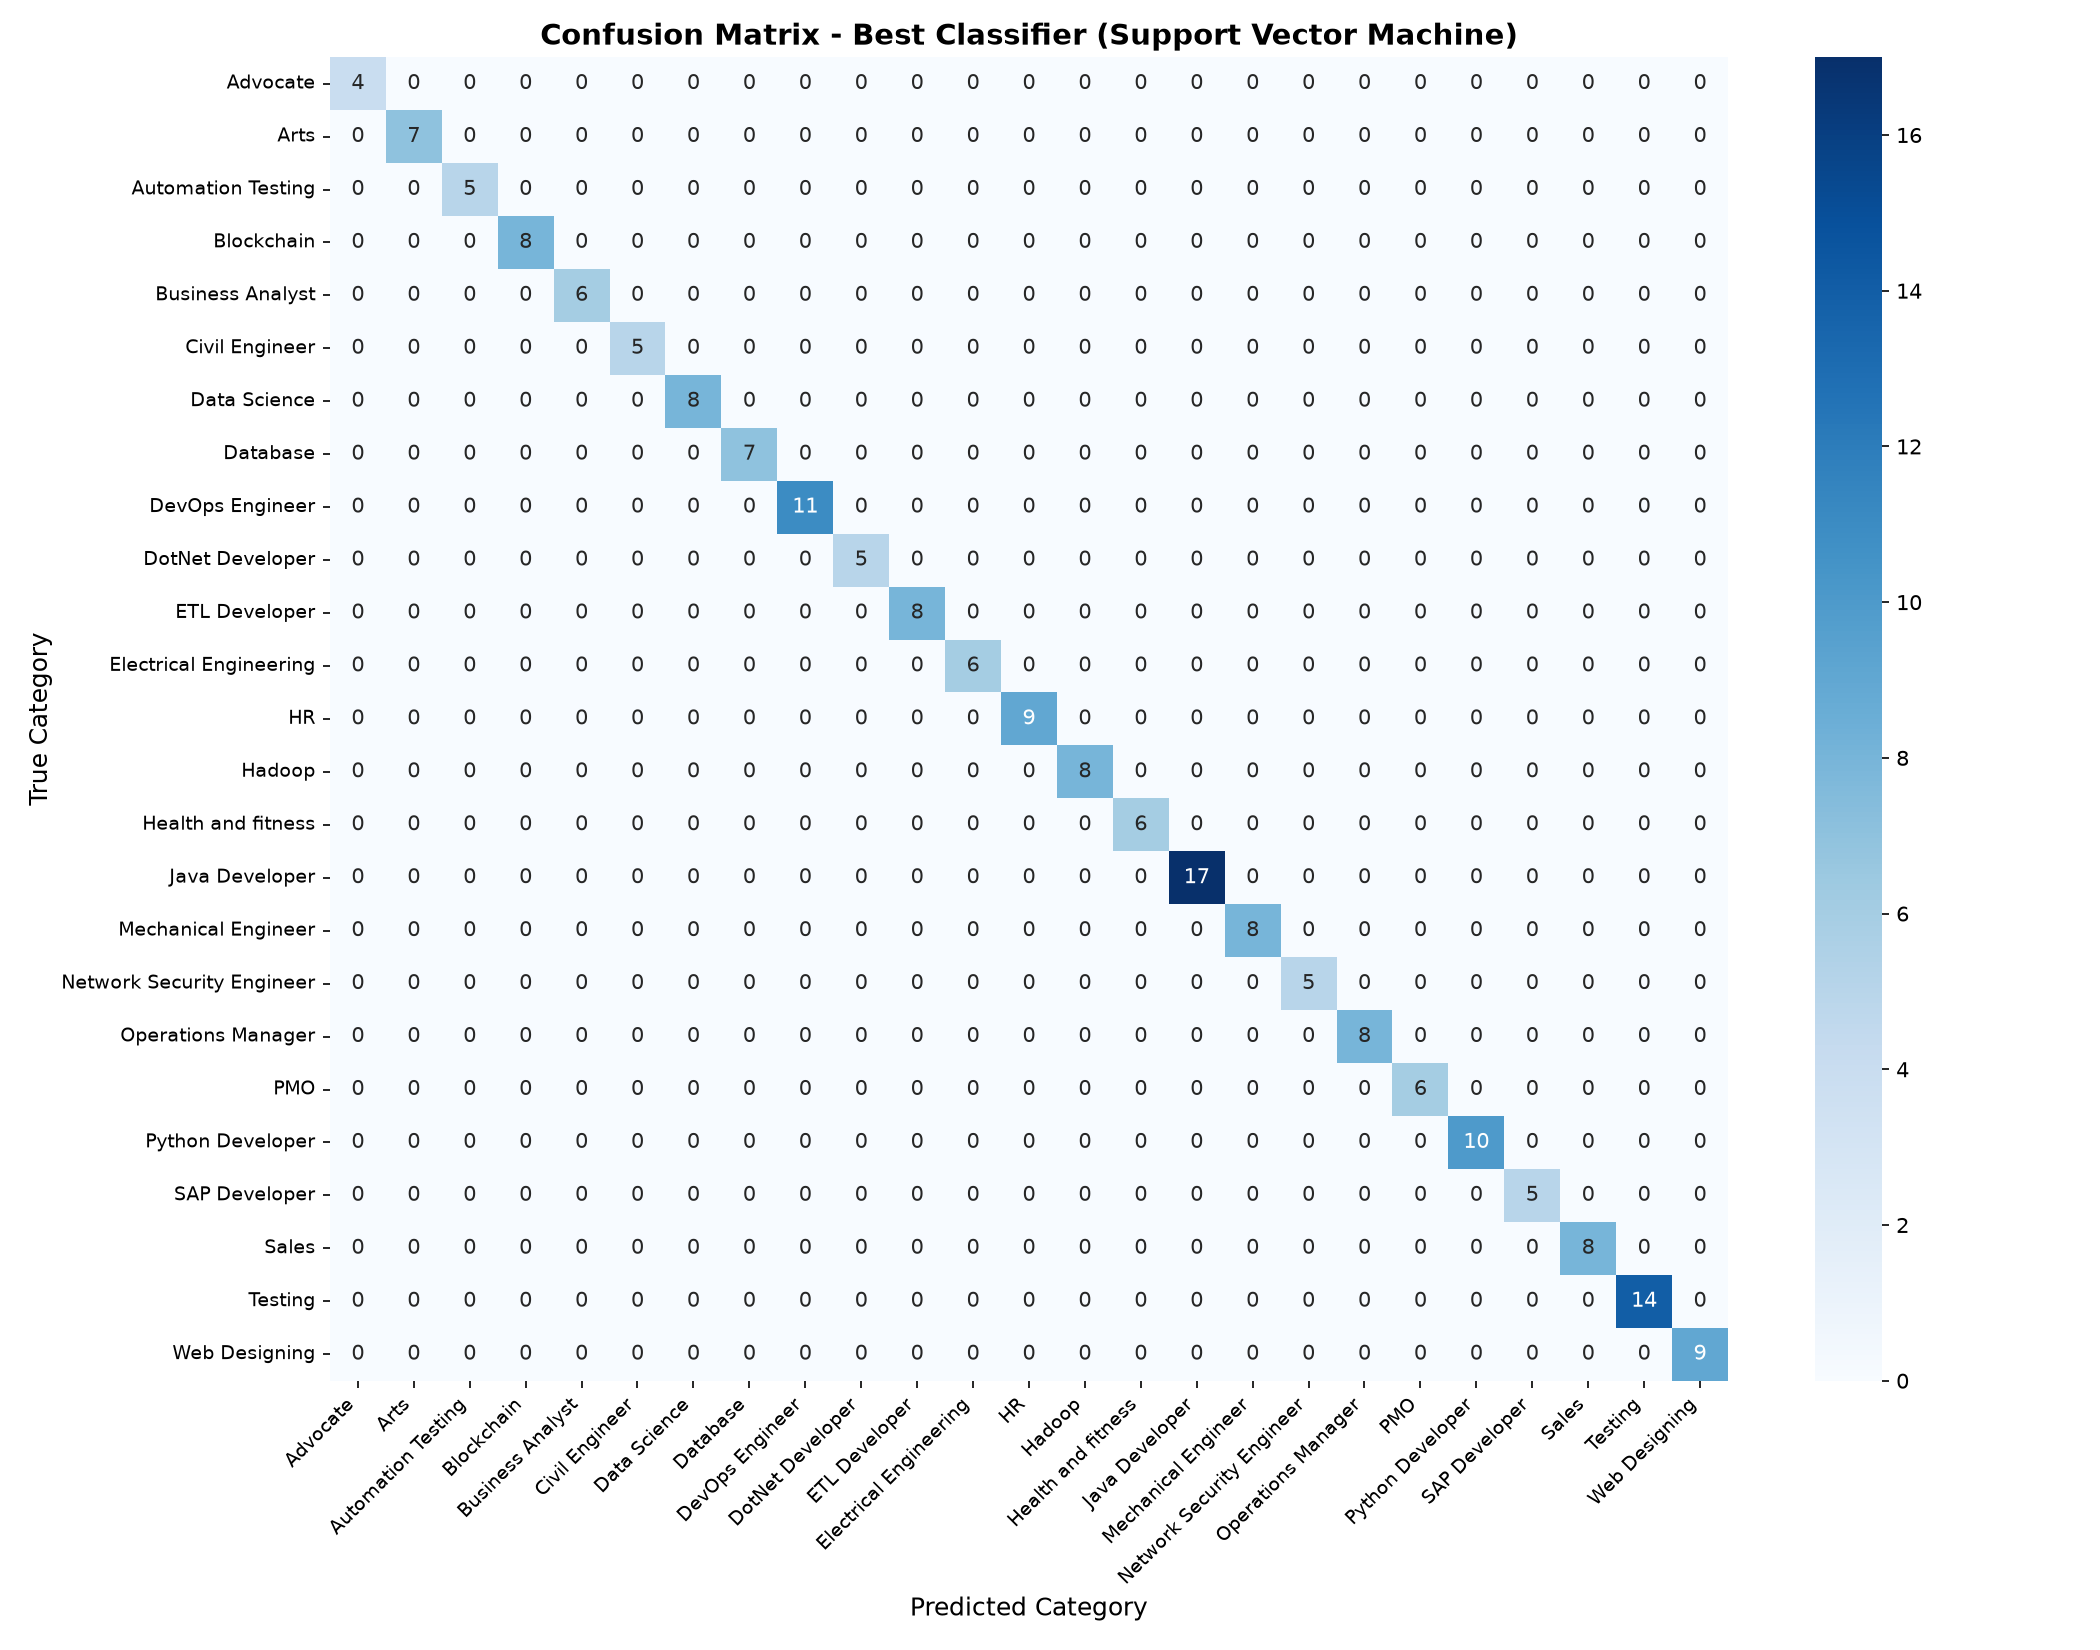 Confusion Matrix - Best Classifier (Support Vector Machine)
True Category
Advocate 4 0 0 0 0 0 0 0 0 0 0 0 0 0 0 0 0 0 0 0 0 0 0 0 0
Arts 0 7 0 0 0 0 0 0 0 0 0 0 0 0 0 0 0 0 0 0 0 0 0 0 0
Automation Testing 0 0 5 0 0 0 0 0 0 0 0 0 0 0 0 0 0 0 0 0 0 0 0 0 0
Blockchain 0 0 0 8 0 0 0 0 0 0 0 0 0 0 0 0 0 0 0 0 0 0 0 0 0
Business Analyst 0 0 0 0 6 0 0 0 0 0 0 0 0 0 0 0 0 0 0 0 0 0 0 0 0
Civil Engineer 0 0 0 0 0 5 0 0 0 0 0 0 0 0 0 0 0 0 0 0 0 0 0 0 0
Data Science 0 0 0 0 0 0 8 0 0 0 0 0 0 0 0 0 0 0 0 0 0 0 0 0 0
Database 0 0 0 0 0 0 0 7 0 0 0 0 0 0 0 0 0 0 0 0 0 0 0 0 0
DevOps Engineer 0 0 0 0 0 0 0 0 11 0 0 0 0 0 0 0 0 0 0 0 0 0 0 0 0
DotNet Developer 0 0 0 0 0 0 0 0 0 5 0 0 0 0 0 0 0 0 0 0 0 0 0 0 0
ETL Developer 0 0 0 0 0 0 0 0 0 0 8 0 0 0 0 0 0 0 0 0 0 0 0 0 0
Electrical Engineering 0 0 0 0 0 0 0 0 0 0 0 6 0 0 0 0 0 0 0 0 0 0 0 0 0
HR 0 0 0 0 0 0 0 0 0 0 0 0 9 0 0 0 0 0 0 0 0 0 0 0 0
Hadoop 0 0 0 0 0 0 0 0 0 0 0 0 0 8 0 0 0 0 0 0 0 0 0 0 0
Health and fitness 0 0 0 0 0 0 0 0 0 0 0 0 0 0 6 0 0 0 0 0 0 0 0 0 0
Java Developer 0 0 0 0 0 0 0 0 0 0 0 0 0 0 0 17 0 0 0 0 0 0 0 0 0
Mechanical Engineer 0 0 0 0 0 0 0 0 0 0 0 0 0 0 0 0 8 0 0 0 0 0 0 0 0
Network Security Engineer 0 0 0 0 0 0 0 0 0 0 0 0 0 0 0 0 0 5 0 0 0 0 0 0 0
Operations Manager 0 0 0 0 0 0 0 0 0 0 0 0 0 0 0 0 0 0 8 0 0 0 0 0 0
PMO 0 0 0 0 0 0 0 0 0 0 0 0 0 0 0 0 0 0 0 6 0 0 0 0 0
Python Developer 0 0 0 0 0 0 0 0 0 0 0 0 0 0 0 0 0 0 0 0 10 0 0 0 0
SAP Developer 0 0 0 0 0 0 0 0 0 0 0 0 0 0 0 0 0 0 0 0 0 5 0 0 0
Sales 0 0 0 0 0 0 0 0 0 0 0 0 0 0 0 0 0 0 0 0 0 0 8 0 0
Testing 0 0 0 0 0 0 0 0 0 0 0 0 0 0 0 0 0 0 0 0 0 0 0 14 0
Web Designing 0 0 0 0 0 0 0 0 0 0 0 0 0 0 0 0 0 0 0 0 0 0 0 0 9
Advocate
Arts
Automation Testing
Blockchain
Business Analyst
Civil Engineer
Data Science
Database
DevOps Engineer
DotNet Developer
ETL Developer
Electrical Engineering
HR
Hadoop
Health and fitness
Java Developer
Mechanical Engineer
Network Security Engineer
Operations Manager
PMO
Python Developer
SAP Developer
Sales
Testing
Web Designing
Predicted Category
16
14
12
10
8
6
4
2
0